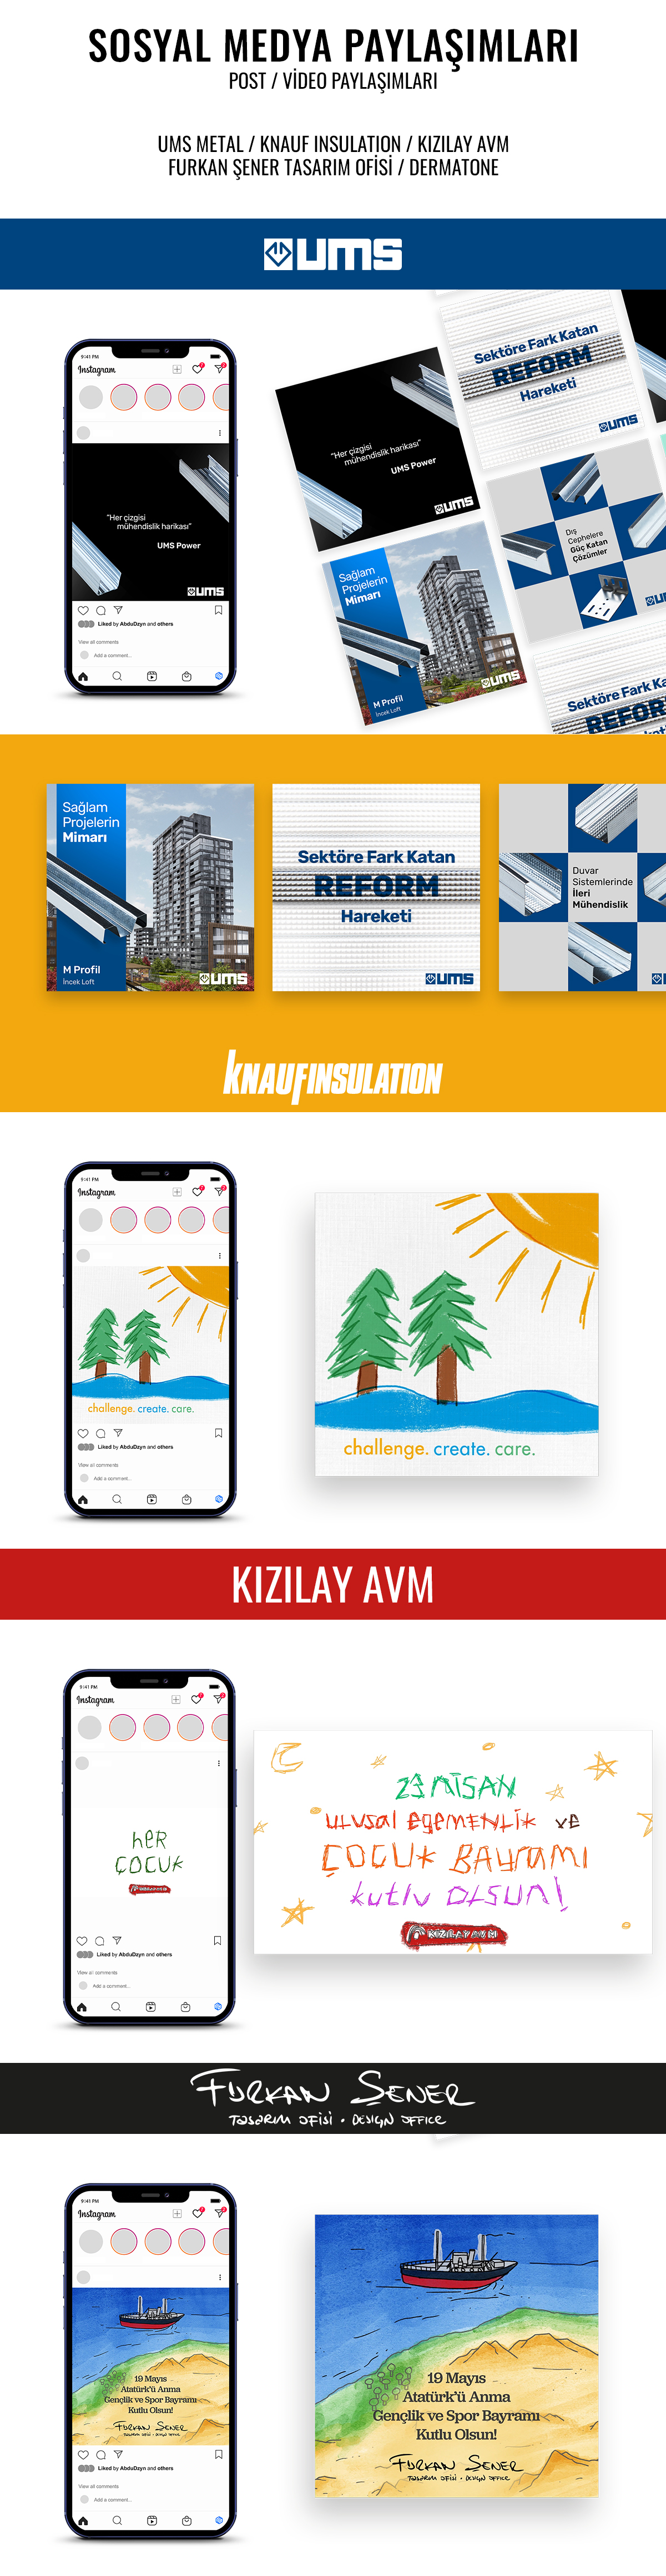 SOSYAL MEDYA PAYLAŞIMLARI
POST / VİDEO PAYLAŞIMLARI
UMS METAL / KNAUF INSULATION / KIZILAY AVM
FURKAN ŞENER TASARIM OFİSİ / DERMATONE
UMS
9:41 PM
Instagram
"Her çizgisi
mühendislik harikası"
UMS Power
UMS
Liked by AbduDzyn and others
View all comments
Add a comment...
"Her çizgisi
mühendislik harikası"
UMS Power
UMS
Sektöre Fark Katan
REFORM
Hareketi
UMS
Sağlam
Projelerin
Mimarı
M Profil
İncek Loft
UMS
Dış
Cephelere
Güç Katan
Çözümler
Sektöre Fark
REFOR
Sağlam
Projelerin
Mimarı
M Profil
İncek Loft
UMS
Sektöre Fark Katan
REFORM
Hareketi
UMS
Duvar
Sistemlerinde
İleri
Mühendislik
KNAUFINSULATION
9:41 PM
Instagram
challenge. create. care.
Liked by AbduDzyn and others
View all comments
Add a comment...
challenge. create. care.
KIZILAY AVM
9:41 PM
Instagram
her
ÇOCUK
Liked by AbduDzyn and others
View all comments
Add a comment...
23 NİSAN
ULUSAL EGEMENLİK VE
ÇOCUK BAYRAMI
kutlu OLSUN!
KIZILAY AVM
FURKAN ŞENER
TASARIM OFİSİ • DESIGN OFFICE
9:41 PM
Instagram
19 Mayıs
Atatürk'ü Anma
Gençlik ve Spor Bayramı
Kutlu Olsun!
FURKAN ŞENER
TASARIM OFİSİ • DESIGN OFFICE
Liked by AbduDzyn and others
View all comments
Add a comment...
19 Mayıs
Atatürk'ü Anma
Gençlik ve Spor Bayramı
Kutlu Olsun!
FURKAN ŞENER
TASARIM OFİSİ • DESIGN OFFICE